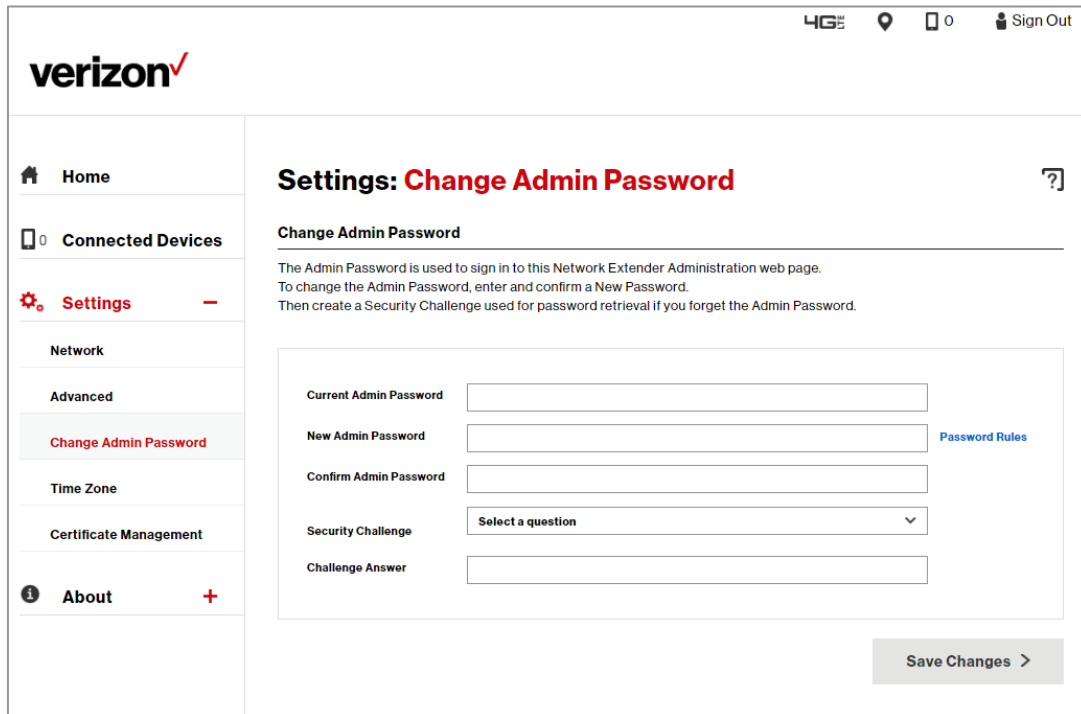 4G LTE 0 Sign Out
verizon
Home
0 Connected Devices
Settings
Network
Advanced
Change Admin Password
Time Zone
Certificate Management
About
Settings: Change Admin Password
Change Admin Password
The Admin Password is used to sign in to this Network Extender Administration web page.
To change the Admin Password, enter and confirm a New Password.
Then create a Security Challenge used for password retrieval if you forget the Admin Password.
Current Admin Password
New Admin Password Password Rules
Confirm Admin Password
Security Challenge Select a question
Challenge Answer
Save Changes